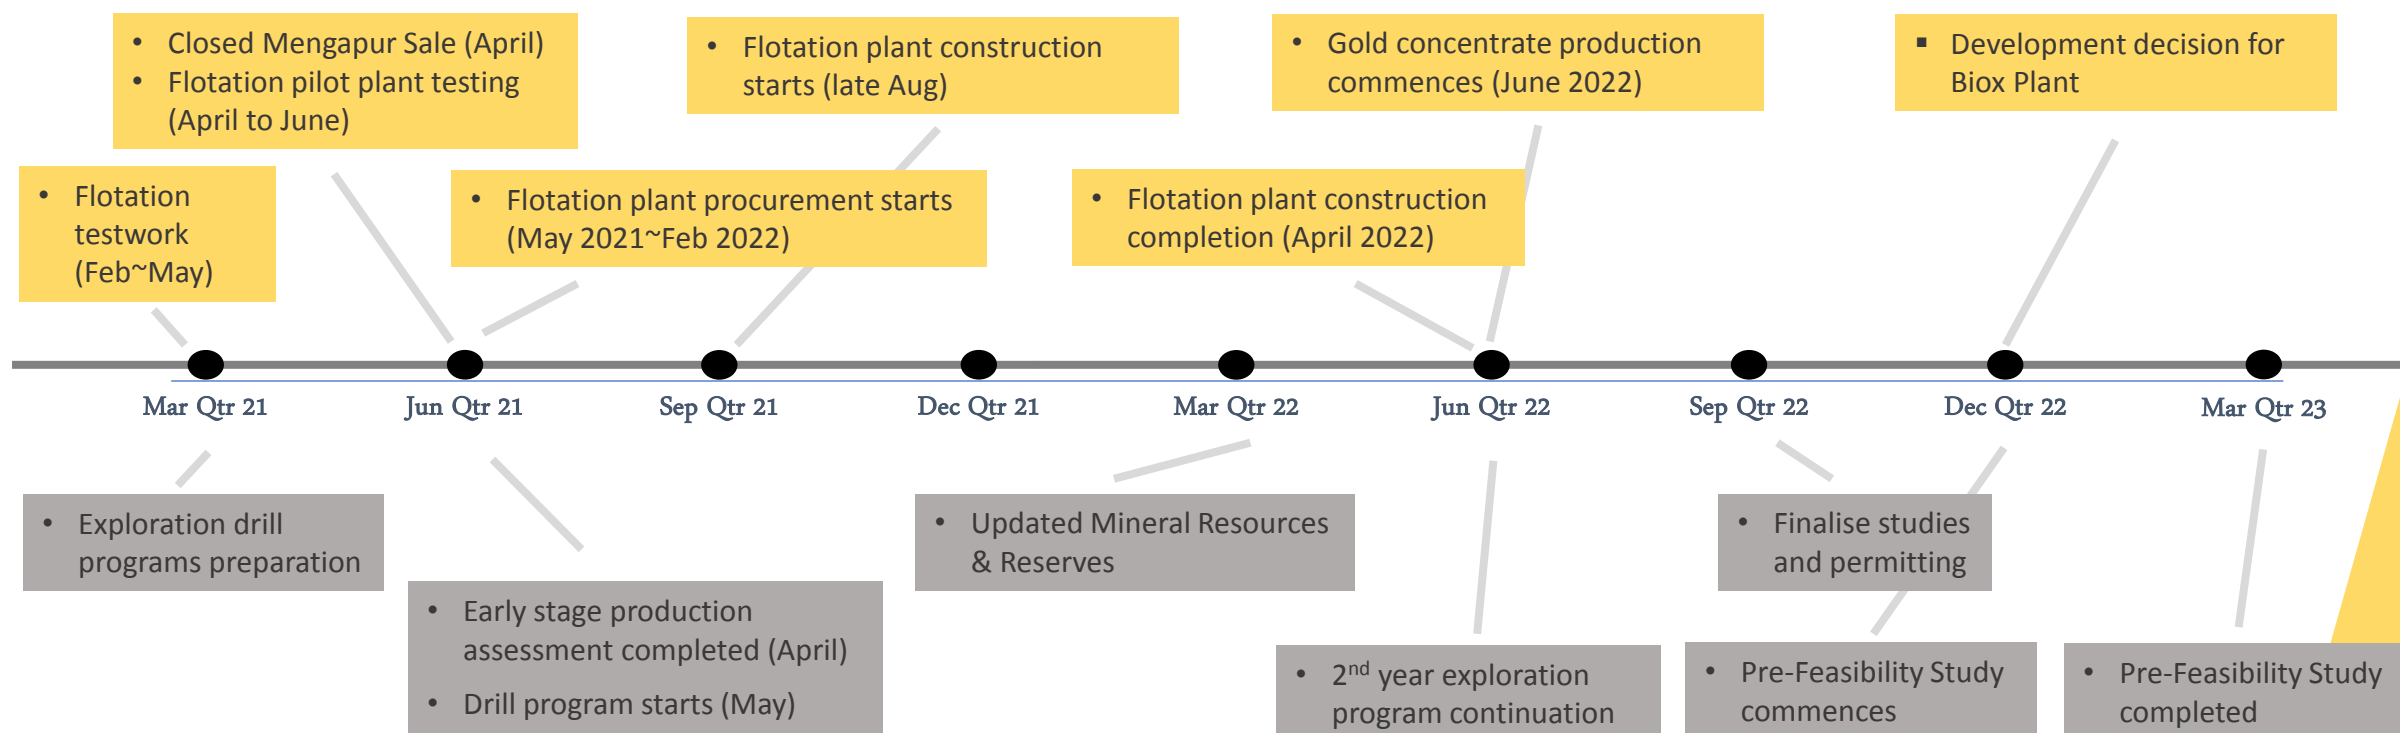 • Closed Mengapur Sale (April)
• Flotation pilot plant testing
(April to June)
• Flotation plant construction
starts (late Aug)
• Gold concentrate production
commences (June 2022)
▪ Development decision for
Biox Plant
• Flotation
testwork
(Feb~May)
• Flotation plant procurement starts
(May 2021~Feb 2022)
• Flotation plant construction
completion (April 2022)
Mar Qtr 21
Jun Qtr 21
Sep Qtr 21
Dec Qtr 21
Mar Qtr 22
Jun Qtr 22
Sep Qtr 22
Dec Qtr 22
Mar Qtr 23
• Exploration drill
programs preparation
• Early stage production
assessment completed (April)
• Drill program starts (May)
• Updated Mineral Resources
& Reserves
• 2nd year exploration
program continuation
• Finalise studies
and permitting
• Pre-Feasibility Study
commences
• Pre-Feasibility Study
completed